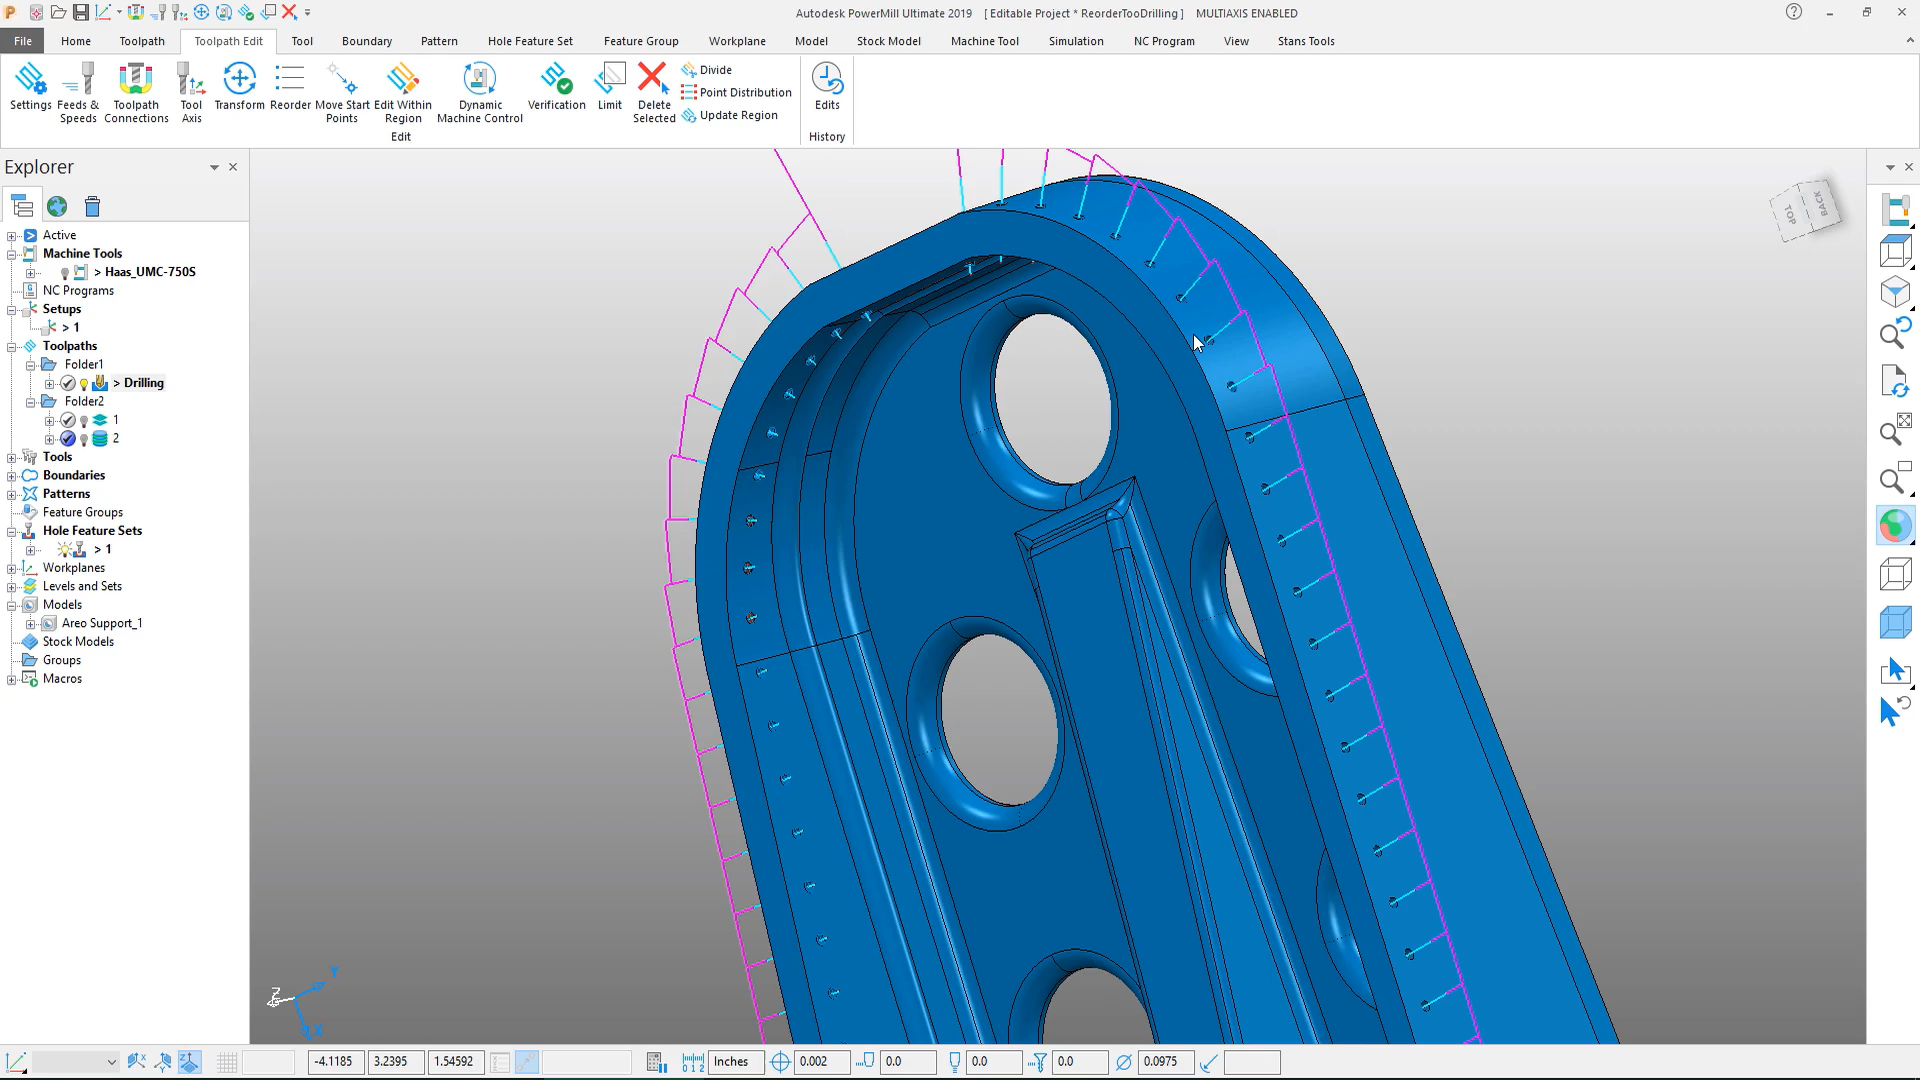 Autodesk PowerMill Ultimate 2019 [ Editable Project * ReorderTooDrilling ] MULTIAXIS ENABLED
File Home Toolpath Toolpath Edit Tool Boundary Pattern Hole Feature Set Feature Group Workplane Model Stock Model Machine Tool Simulation NC Program View Stans Tools
Settings Feeds & Speeds Toolpath Connections Tool Axis Transform Reorder Move Start Points Edit Within Region Dynamic Machine Control Verification Limit Delete Selected
Divide
Point Distribution
Update Region
Edits
Edit History
Explorer
Active
Machine Tools
> Haas_UMC-750S
NC Programs
Setups
> 1
Toolpaths
Folder1
> Drilling
Folder2
1
2
Tools
Boundaries
Patterns
Feature Groups
Hole Feature Sets
> 1
Workplanes
Levels and Sets
Models
Areo Support_1
Stock Models
Groups
Macros
TOP BACK
Y
Z
X
-4.1185 3.2395 1.54592 Inches 0.002 0.0 0.0 0.0 0.0975